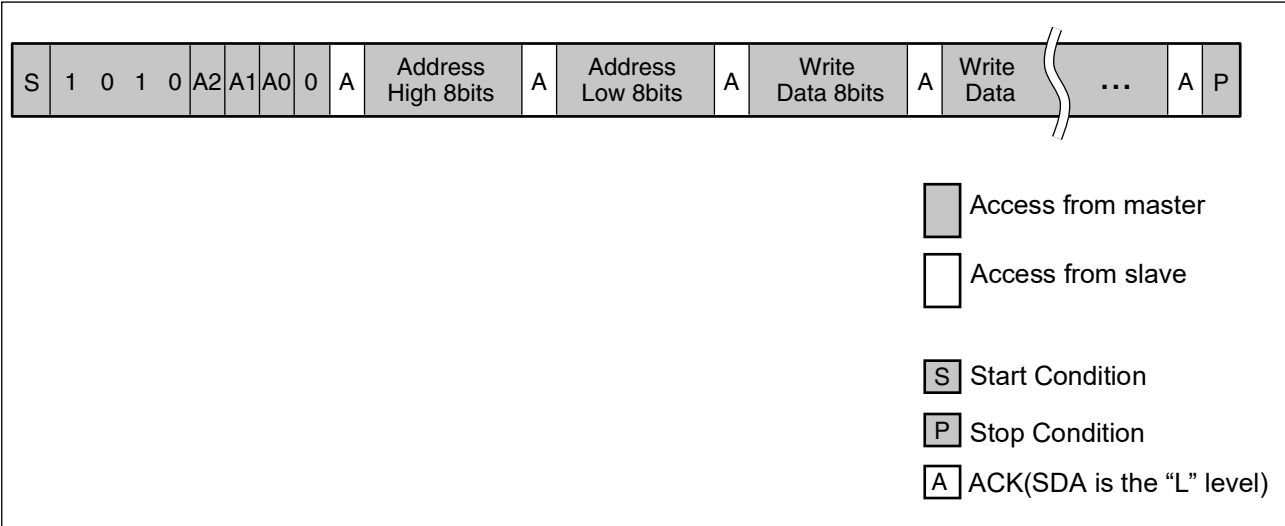 S 1 0 1 0 A2 A1 A0 0 A Address High 8bits A Address Low 8bits A Write Data 8bits A Write Data ... A P
Access from master
Access from slave
S Start Condition
P Stop Condition
A ACK(SDA is the “L” level)